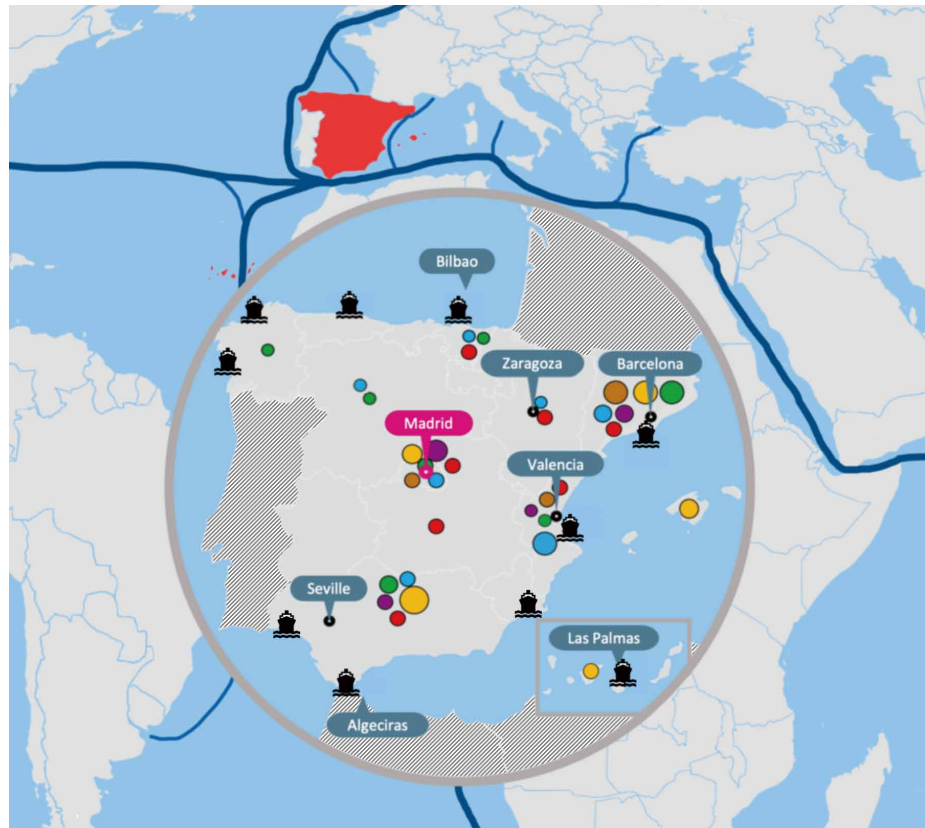 Bilbao
Zaragoza
Barcelona
Madrid
Valencia
Seville
Las Palmas
Algeciras